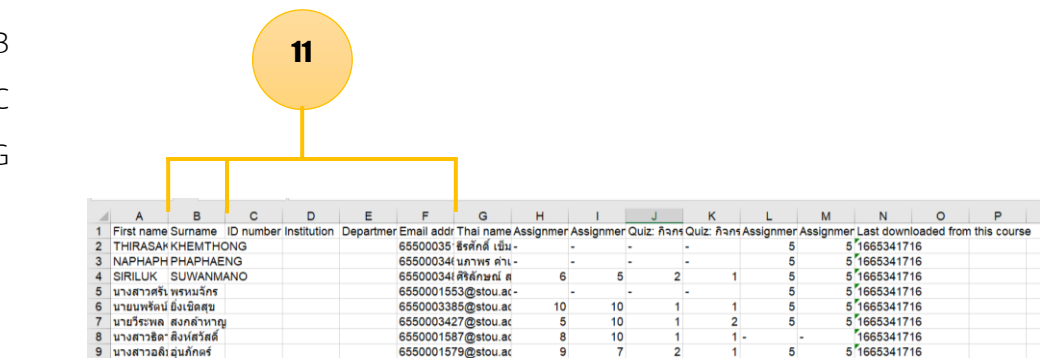 B
C
G
11
A B C D E F G H I J K L M N O P
1 First name Surname ID number Institution Departmer Email addr Thai name Assignmer Assignmer Quiz: กิจกร Quiz: กิจกร Assignmer Assignmer Last downloaded from this course
2 THIRASAK KHEMTHONG 65500035 ธีรศักดิ์ เข็ม - - - - 5 5 1665341716
3 NAPHAPH PHAPHAENG 65500034 นภาพร - - - - 5 5 1665341716
4 SIRILUK SUWANMANO 65500034 ศิริลักษณ์ ส 6 5 2 1 5 5 1665341716
5 นางสาวศรัย พรหมจักร 6550001553@stou.ac - - - - 5 5 1665341716
6 นายนพรัตน์ ยิ่งเชิดสุข 6550003385@stou.ac 10 10 1 1 5 5 1665341716
7 นายวีระพล สงกลำหาญ 6550003427@stou.ac 5 10 1 2 5 5 1665341716
8 นางสาวธิดา สิงห์สวัสดิ์ 6550001587@stou.ac 8 10 1 1 - - 1665341716
9 นางสาวอลิ อุ่นภักดร์ 6550001579@stou.ac 9 7 2 1 5 5 1665341716